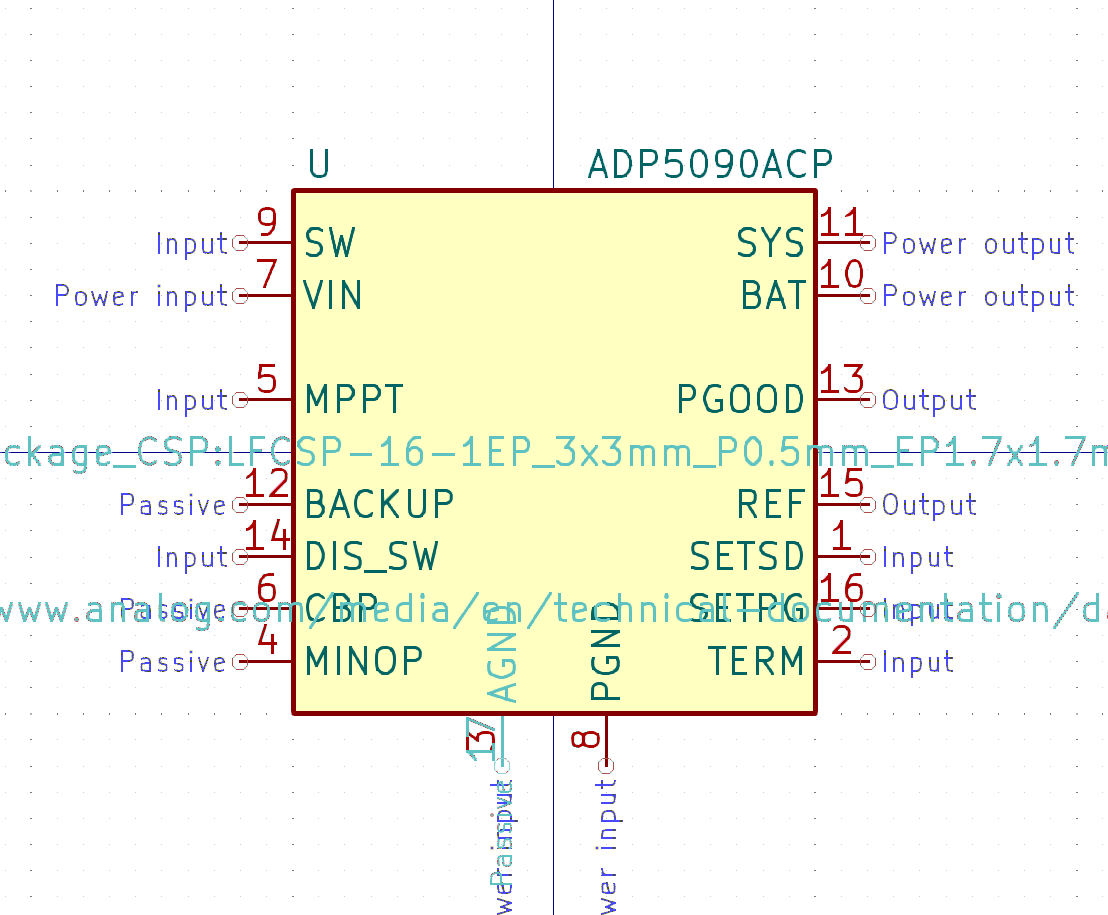 U ADP5090ACP
Input 9 SW SYS 11 Power output
Power input 7 VIN BAT 10 Power output
Input 5 MPPT PGOOD 13 Output
ckage_CSP:LFCSP-16-1EP_3x3mm_P0.5mm_EP1.7x1.7m
Passive 12 BACKUP REF 15 Output
Input 14 DIS_SW SETSD 1 Input
Passive 6 CBP SETPG 16 Input
www.analog.com/media/en/technical-documentation/da
Passive 4 MINOP TERM 2 Input
AGND PGND
3 17 8
wer input Passive wer input